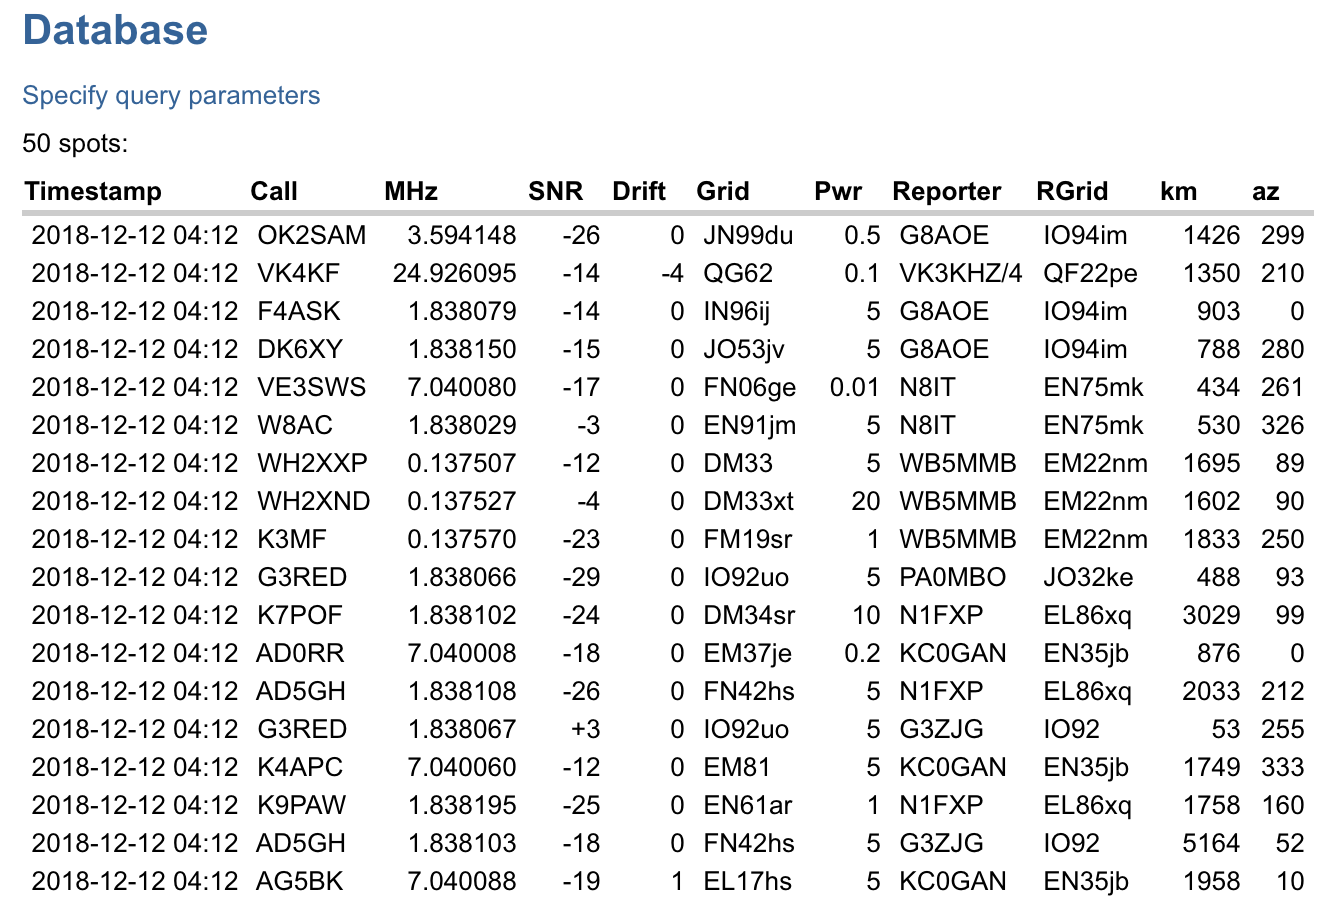 Database
Specify query parameters
50 spots:
Timestamp Call MHz SNR Drift Grid Pwr Reporter RGrid km az
2018-12-12 04:12 OK2SAM 3.594148 -26 0 JN99du 0.5 G8AOE IO94im 1426 299
2018-12-12 04:12 VK4KF 24.926095 -14 -4 QG62 0.1 VK3KHZ/4 QF22pe 1350 210
2018-12-12 04:12 F4ASK 1.838079 -14 0 IN96ij 5 G8AOE IO94im 903 0
2018-12-12 04:12 DK6XY 1.838150 -15 0 JO53jv 5 G8AOE IO94im 788 280
2018-12-12 04:12 VE3SWS 7.040080 -17 0 FN06ge 0.01 N8IT EN75mk 434 261
2018-12-12 04:12 W8AC 1.838029 -3 0 EN91jm 5 N8IT EN75mk 530 326
2018-12-12 04:12 WH2XXP 0.137507 -12 0 DM33 5 WB5MMB EM22nm 1695 89
2018-12-12 04:12 WH2XND 0.137527 -4 0 DM33xt 20 WB5MMB EM22nm 1602 90
2018-12-12 04:12 K3MF 0.137570 -23 0 FM19sr 1 WB5MMB EM22nm 1833 250
2018-12-12 04:12 G3RED 1.838066 -29 0 IO92uo 5 PA0MBO JO32ke 488 93
2018-12-12 04:12 K7POF 1.838102 -24 0 DM34sr 10 N1FXP EL86xq 3029 99
2018-12-12 04:12 AD0RR 7.040008 -18 0 EM37je 0.2 KC0GAN EN35jb 876 0
2018-12-12 04:12 AD5GH 1.838108 -26 0 FN42hs 5 N1FXP EL86xq 2033 212
2018-12-12 04:12 G3RED 1.838067 +3 0 IO92uo 5 G3ZJG IO92 53 255
2018-12-12 04:12 K4APC 7.040060 -12 0 EM81 5 KC0GAN EN35jb 1749 333
2018-12-12 04:12 K9PAW 1.838195 -25 0 EN61ar 1 N1FXP EL86xq 1758 160
2018-12-12 04:12 AD5GH 1.838103 -18 0 FN42hs 5 G3ZJG IO92 5164 52
2018-12-12 04:12 AG5BK 7.040088 -19 1 EL17hs 5 KC0GAN EN35jb 1958 10